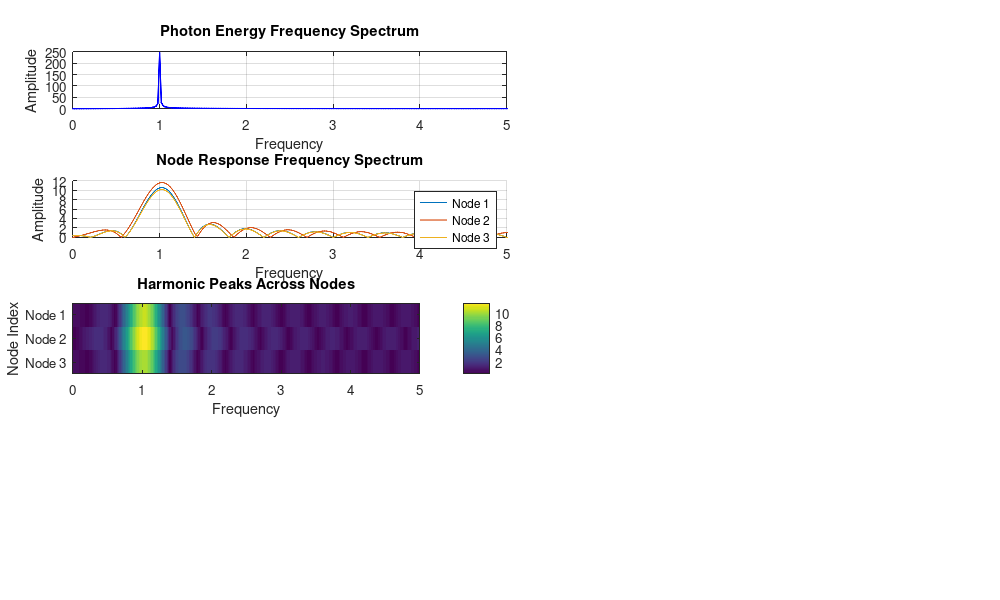 Photon Energy Frequency Spectrum
Amplitude
250
200
150
100
50
0
0 1 2 3 4 5
Frequency
Node Response Frequency Spectrum
Amplitude
12
10
8
6
4
2
0
Node 1
Node 2
Node 3
0 1 2 3 4 5
Frequency
Harmonic Peaks Across Nodes
Node Index
Node 1
Node 2
Node 3
0 1 2 3 4 5
Frequency
10
8
6
4
2